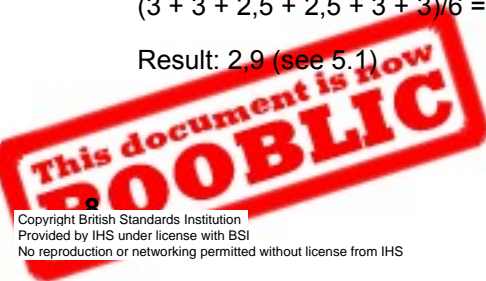 (3 + 3 + 2,5 + 2,5 + 3 + 3)/6 =
Result: 2,9 (see 5.1)
This document is now
POOBLIC
8
Copyright British Standards Institution
Provided by IHS under license with BSI
No reproduction or networking permitted without license from IHS